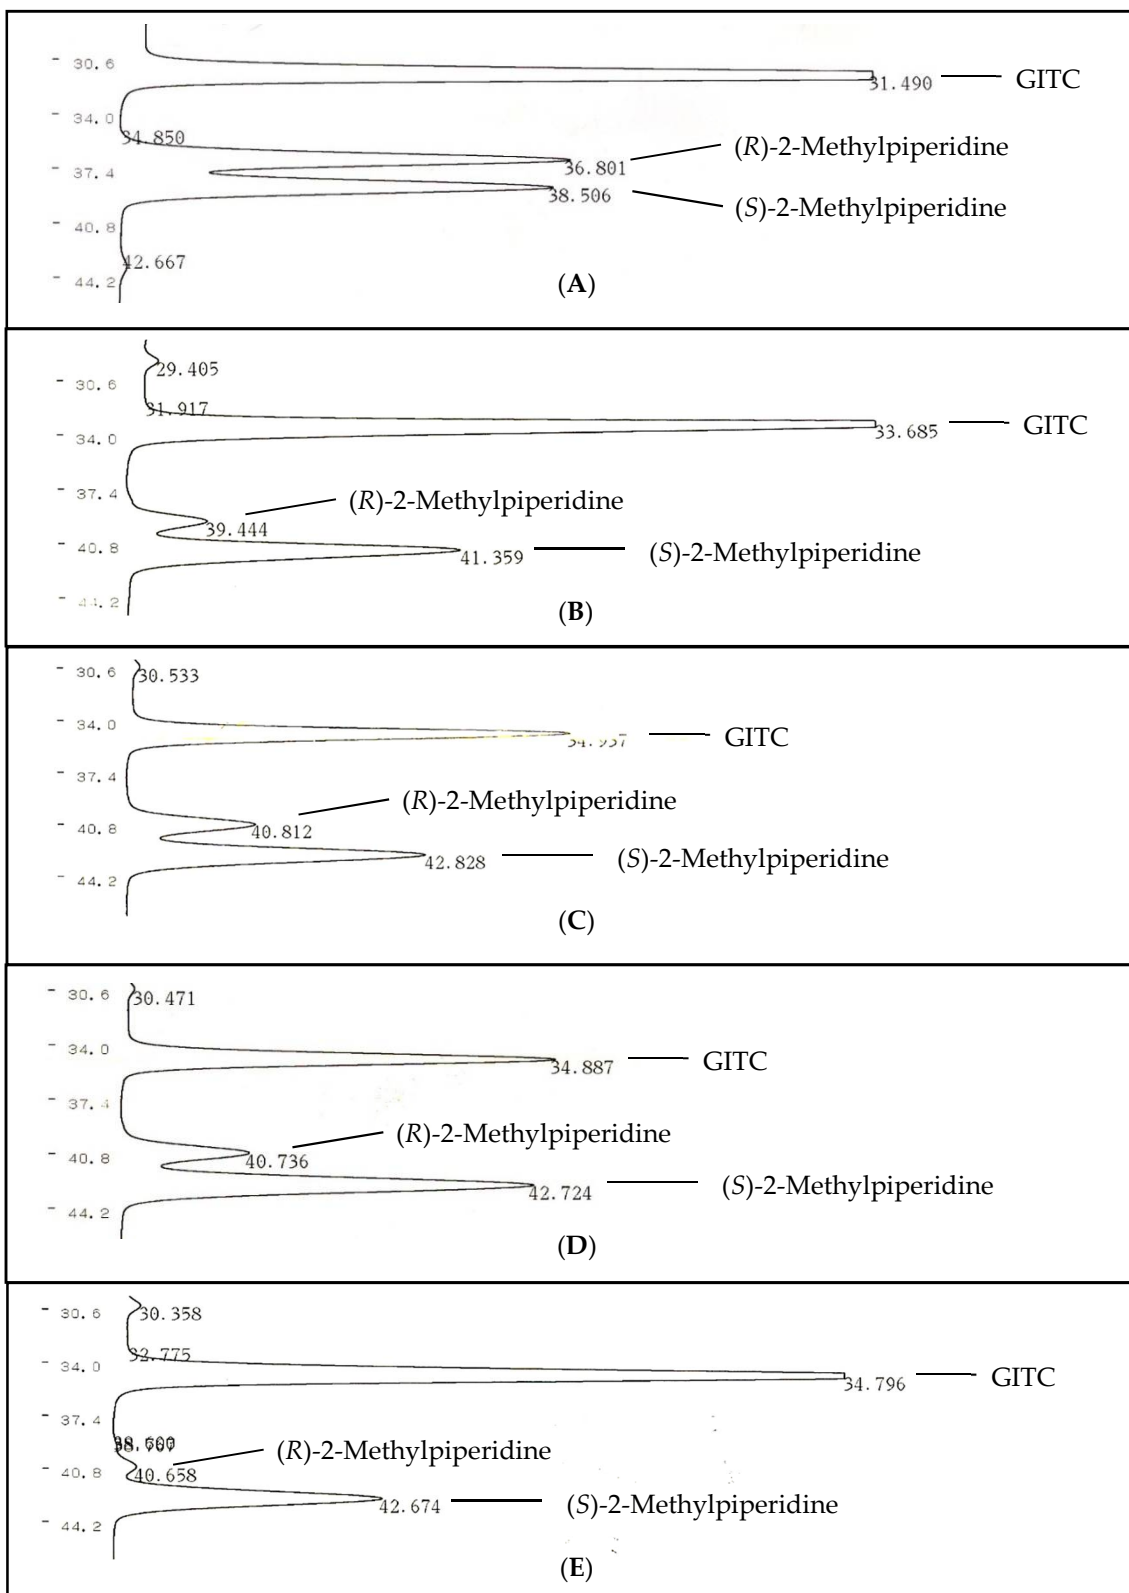 30.6
31.490
GITC
34.0
34.850
(R)-2-Methylpiperidine
36.801
37.4
38.506
(S)-2-Methylpiperidine
40.8
42.667
44.2
(A)
29.405
30.6
31.917
33.685
GITC
34.0
37.4
(R)-2-Methylpiperidine
39.444
40.8
41.359
(S)-2-Methylpiperidine
44.2
(B)
30.6
30.533
34.0
34.937
GITC
37.4
(R)-2-Methylpiperidine
40.8
40.812
42.828
(S)-2-Methylpiperidine
44.2
(C)
30.6
30.471
34.0
34.887
GITC
37.4
(R)-2-Methylpiperidine
40.8
40.736
42.724
(S)-2-Methylpiperidine
44.2
(D)
30.6
30.358
32.775
34.0
34.796
GITC
37.4
(R)-2-Methylpiperidine
40.8
40.658
42.674
(S)-2-Methylpiperidine
44.2
(E)